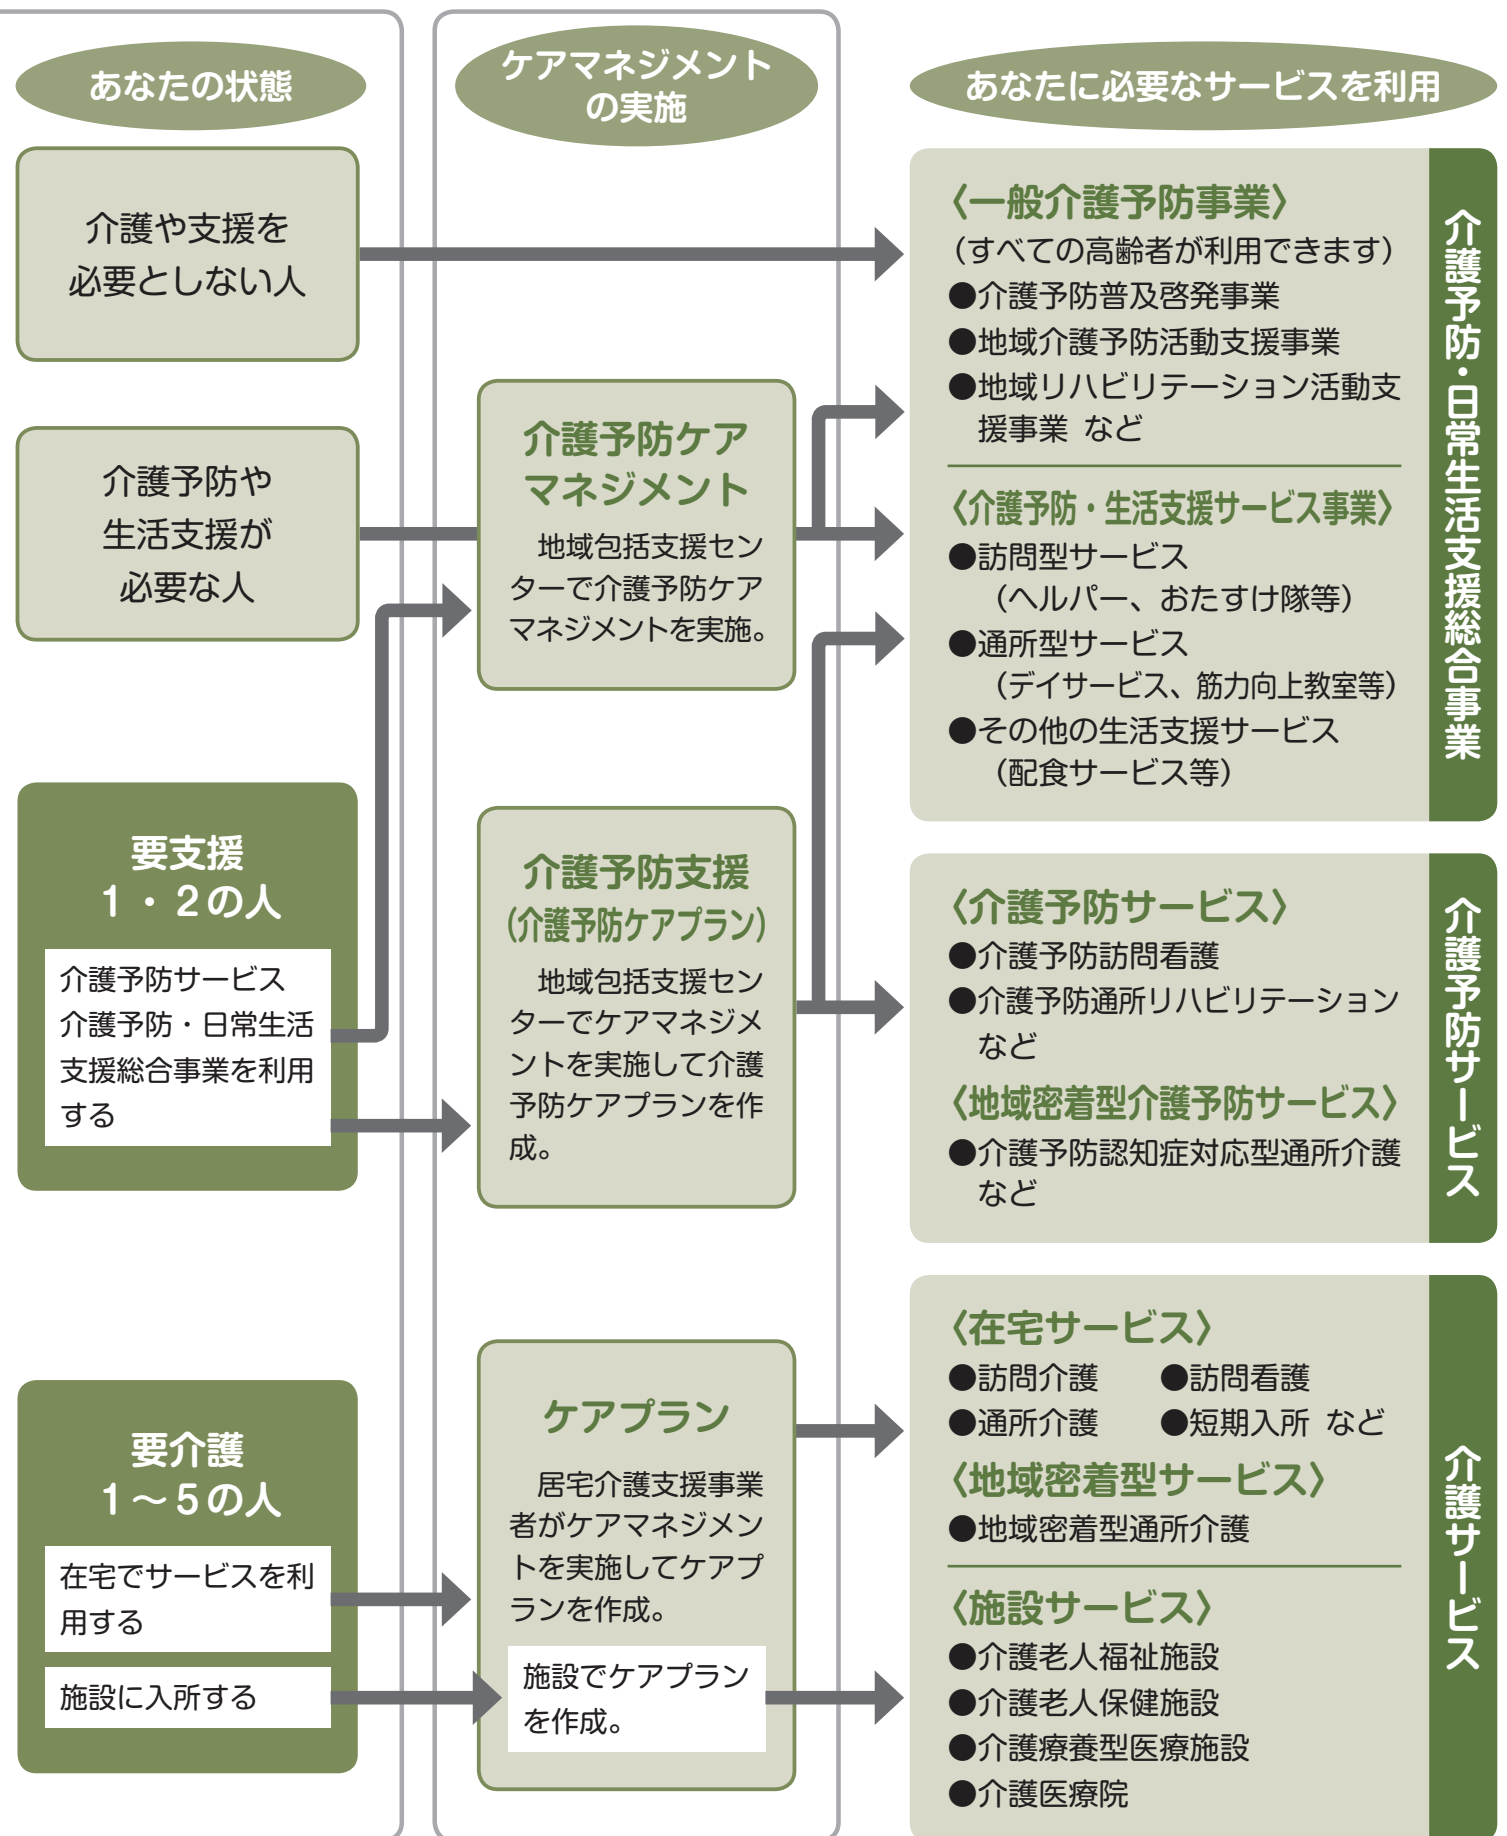 あなたの状態
介護や支援を
必要としない人
介護予防や
生活支援が
必要な人
要支援
1・2の人
介護予防サービス
介護予防・日常生活
支援総合事業を利用
する
要介護
1～5の人
在宅でサービスを利
用する
施設に入所する
ケアマネジメント
の実施
介護予防ケア
マネジメント
地域包括支援セン
ターで介護予防ケア
マネジメントを実施。
介護予防支援
（介護予防ケアプラン）
地域包括支援セン
ターでケアマネジメ
ントを実施して介護
予防ケアプランを作
成。
ケアプラン
居宅介護支援事業
者がケアマネジメン
トを実施してケアプ
ランを作成。
施設でケアプラン
を作成。
あなたに必要なサービスを利用
〈一般介護予防事業〉
（すべての高齢者が利用できます）
●介護予防普及啓発事業
●地域介護予防活動支援事業
●地域リハビリテーション活動支
援事業 など
〈介護予防・生活支援サービス事業〉
●訪問型サービス
（ヘルパー、おたすけ隊等）
●通所型サービス
（デイサービス、筋力向上教室等）
●その他の生活支援サービス
（配食サービス等）
介護予防・日常生活支援総合事業
〈介護予防サービス〉
●介護予防訪問看護
●介護予防通所リハビリテーション
など
〈地域密着型介護予防サービス〉
●介護予防認知症対応型通所介護
など
介護予防サービス
〈在宅サービス〉
●訪問介護 ●訪問看護
●通所介護 ●短期入所 など
〈地域密着型サービス〉
●地域密着型通所介護
〈施設サービス〉
●介護老人福祉施設
●介護老人保健施設
●介護療養型医療施設
●介護医療院
介護サービス